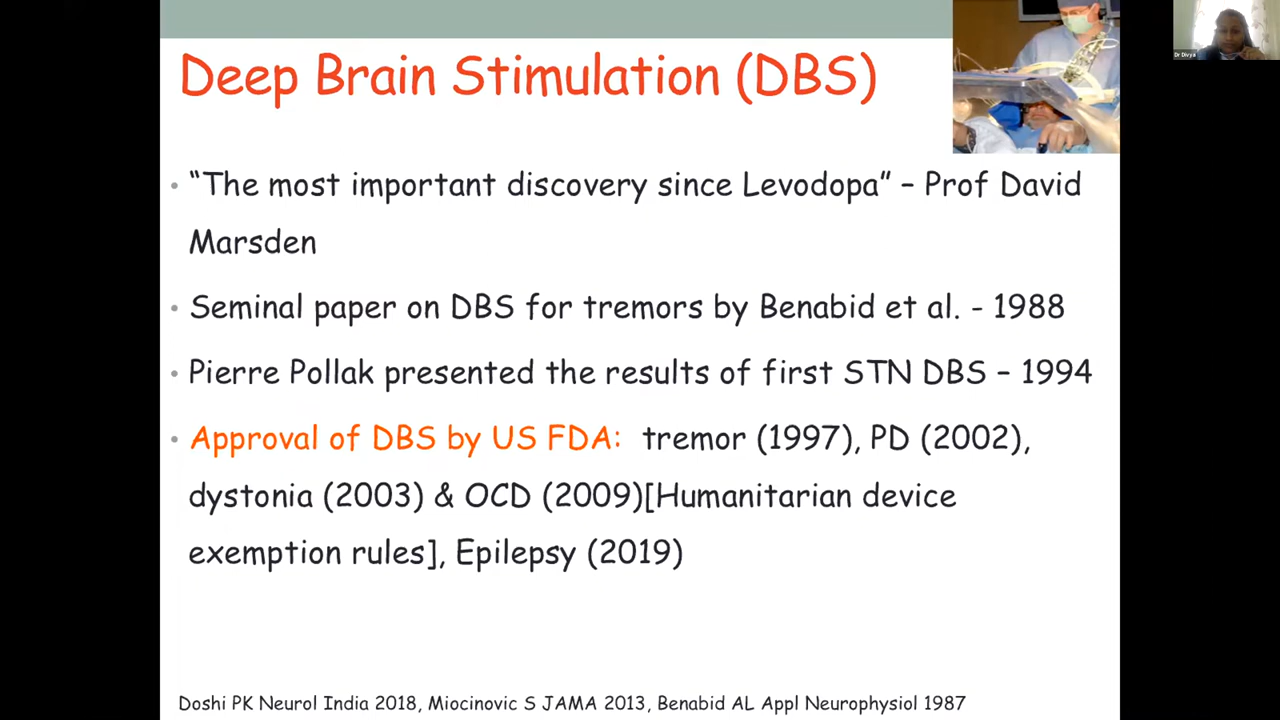 Deep Brain Stimulation (DBS)
Dr Divya
• “The most important discovery since Levodopa” – Prof David
Marsden
• Seminal paper on DBS for tremors by Benabid et al. - 1988
• Pierre Pollak presented the results of first STN DBS – 1994
• Approval of DBS by US FDA: tremor (1997), PD (2002),
dystonia (2003) & OCD (2009)[Humanitarian device
exemption rules], Epilepsy (2019)
Doshi PK Neurol India 2018, Miocinovic S JAMA 2013, Benabid AL Appl Neurophysiol 1987